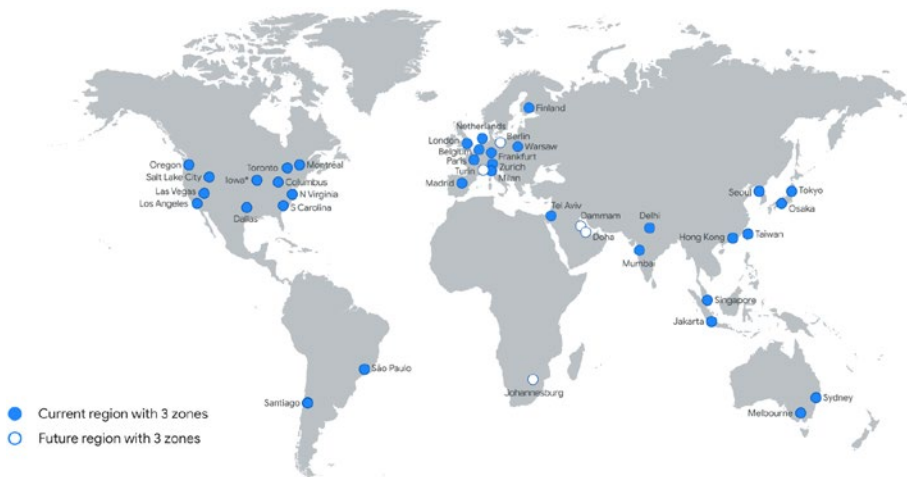 Finland
Netherlands
Berlin
London
Warsaw
Belgium
Frankfurt
Paris
Zurich
Turin
Milan
Madrid
Oregon
Toronto
Montréal
Salt Lake City
Iowa*
Columbus
Las Vegas
N Virginia
Los Angeles
S Carolina
Dallas
Seoul
Tokyo
Osaka
Tel Aviv
Dammam
Delhi
Doha
Hong Kong
Taiwan
Mumbai
Singapore
Jakarta
São Paulo
Johannesburg
Santiago
Sydney
Melbourne
Current region with 3 zones
Future region with 3 zones